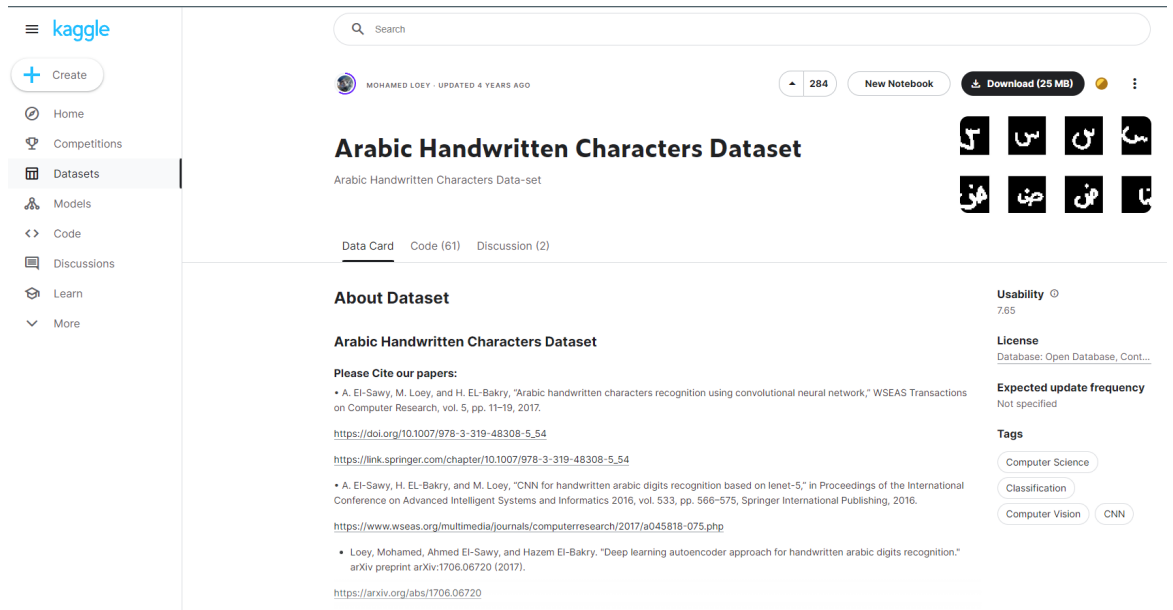 kaggle
Search
Create
Home
Competitions
Datasets
Models
Code
Discussions
Learn
More
MOHAMED LOEY · UPDATED 4 YEARS AGO
284
New Notebook
Download (25 MB)
Arabic Handwritten Characters Dataset
Arabic Handwritten Characters Data-set
س س س س
ض ض ض
Data Card
Code (61)
Discussion (2)
About Dataset
Arabic Handwritten Characters Dataset
Please Cite our papers:
• A. El-Sawy, M. Loey, and H. EL-Bakry, “Arabic handwritten characters recognition using convolutional neural network,” WSEAS Transactions
on Computer Research, vol. 5, pp. 11–19, 2017.
https://doi.org/10.1007/978-3-319-48308-5_54
https://link.springer.com/chapter/10.1007/978-3-319-48308-5_54
• A. El-Sawy, H. EL-Bakry, and M. Loey, “CNN for handwritten arabic digits recognition based on lenet-5,” in Proceedings of the International
Conference on Advanced Intelligent Systems and Informatics 2016, vol. 533, pp. 566–575, Springer International Publishing, 2016.
https://www.wseas.org/multimedia/journals/computerresearch/2017/a045818-075.php
• Loey, Mohamed, Ahmed El-Sawy, and Hazem El-Bakry. "Deep learning autoencoder approach for handwritten arabic digits recognition."
arXiv preprint arXiv:1706.06720 (2017).
https://arxiv.org/abs/1706.06720
Usability
7.65
License
Database: Open Database, Cont...
Expected update frequency
Not specified
Tags
Computer Science
Classification
Computer Vision
CNN